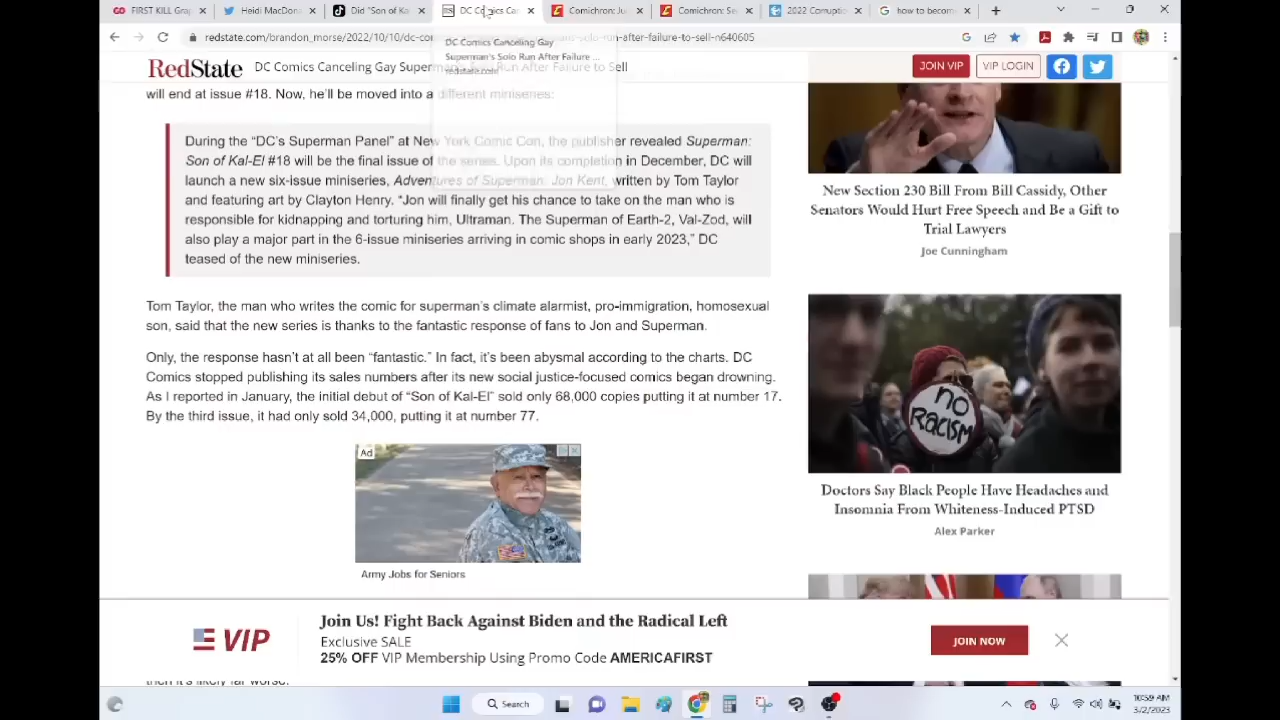 FIRST KILL Grap
Heidi MacDona
Did "Son of Ka
DC Comics Ca
Comichron: Ju
Comichron: Se
2022 Corruptio
how to becom
redstate.com/brandon_morse/2022/10/10/dc-co
sand-solo-run-after-failure-to-sell-n640605
DC Comics Canceling Gay
Superman's Solo Run After Failure ...
redstate.com
RedState
DC Comics Canceling Gay Super
Run After Failure to Sell
JOIN VIP
VIP LOGIN
will end at issue #18. Now, he'll be moved into a different miniseries:
During the "DC's Superman Panel" at New York Comic Con, the publisher revealed Superman:
Son of Kal-El #18 will be the final issue of the series. Upon its completion in December, DC will
launch a new six-issue miniseries, Adventures of Superman: Jon Kent, written by Tom Taylor
and featuring art by Clayton Henry. "Jon will finally get his chance to take on the man who is
responsible for kidnapping and torturing him, Ultraman. The Superman of Earth-2, Val-Zod, will
also play a major part in the 6-issue miniseries arriving in comic shops in early 2023," DC
teased of the new miniseries.
Tom Taylor, the man who writes the comic for superman's climate alarmist, pro-immigration, homosexual
son, said that the new series is thanks to the fantastic response of fans to Jon and Superman.
Only, the response hasn't at all been "fantastic." In fact, it's been abysmal according to the charts. DC
Comics stopped publishing its sales numbers after its new social justice-focused comics began drowning.
As I reported in January, the initial debut of "Son of Kal-El" sold only 68,000 copies putting it at number 17.
By the third issue, it had only sold 34,000, putting it at number 77.
Ad
Army Jobs for Seniors
New Section 230 Bill From Bill Cassidy, Other
Senators Would Hurt Free Speech and Be a Gift to
Trial Lawyers
Joe Cunningham
NO
RACISM
Doctors Say Black People Have Headaches and
Insomnia From Whiteness-Induced PTSD
Alex Parker
VIP
Join Us! Fight Back Against Biden and the Radical Left
Exclusive SALE
25% OFF VIP Membership Using Promo Code AMERICAFIRST
JOIN NOW
then it's likely far worse.
Search
10:59 AM
3/2/2023